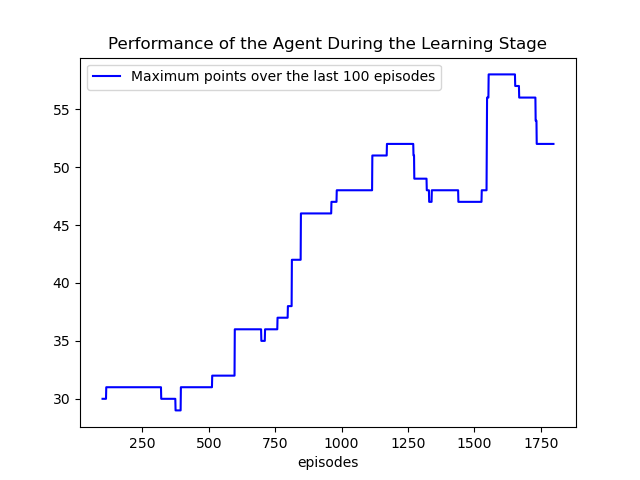 Performance of the Agent During the Learning Stage
Maximum points over the last 100 episodes
55
50
45
40
35
30
250 500 750 1000 1250 1500 1750
episodes